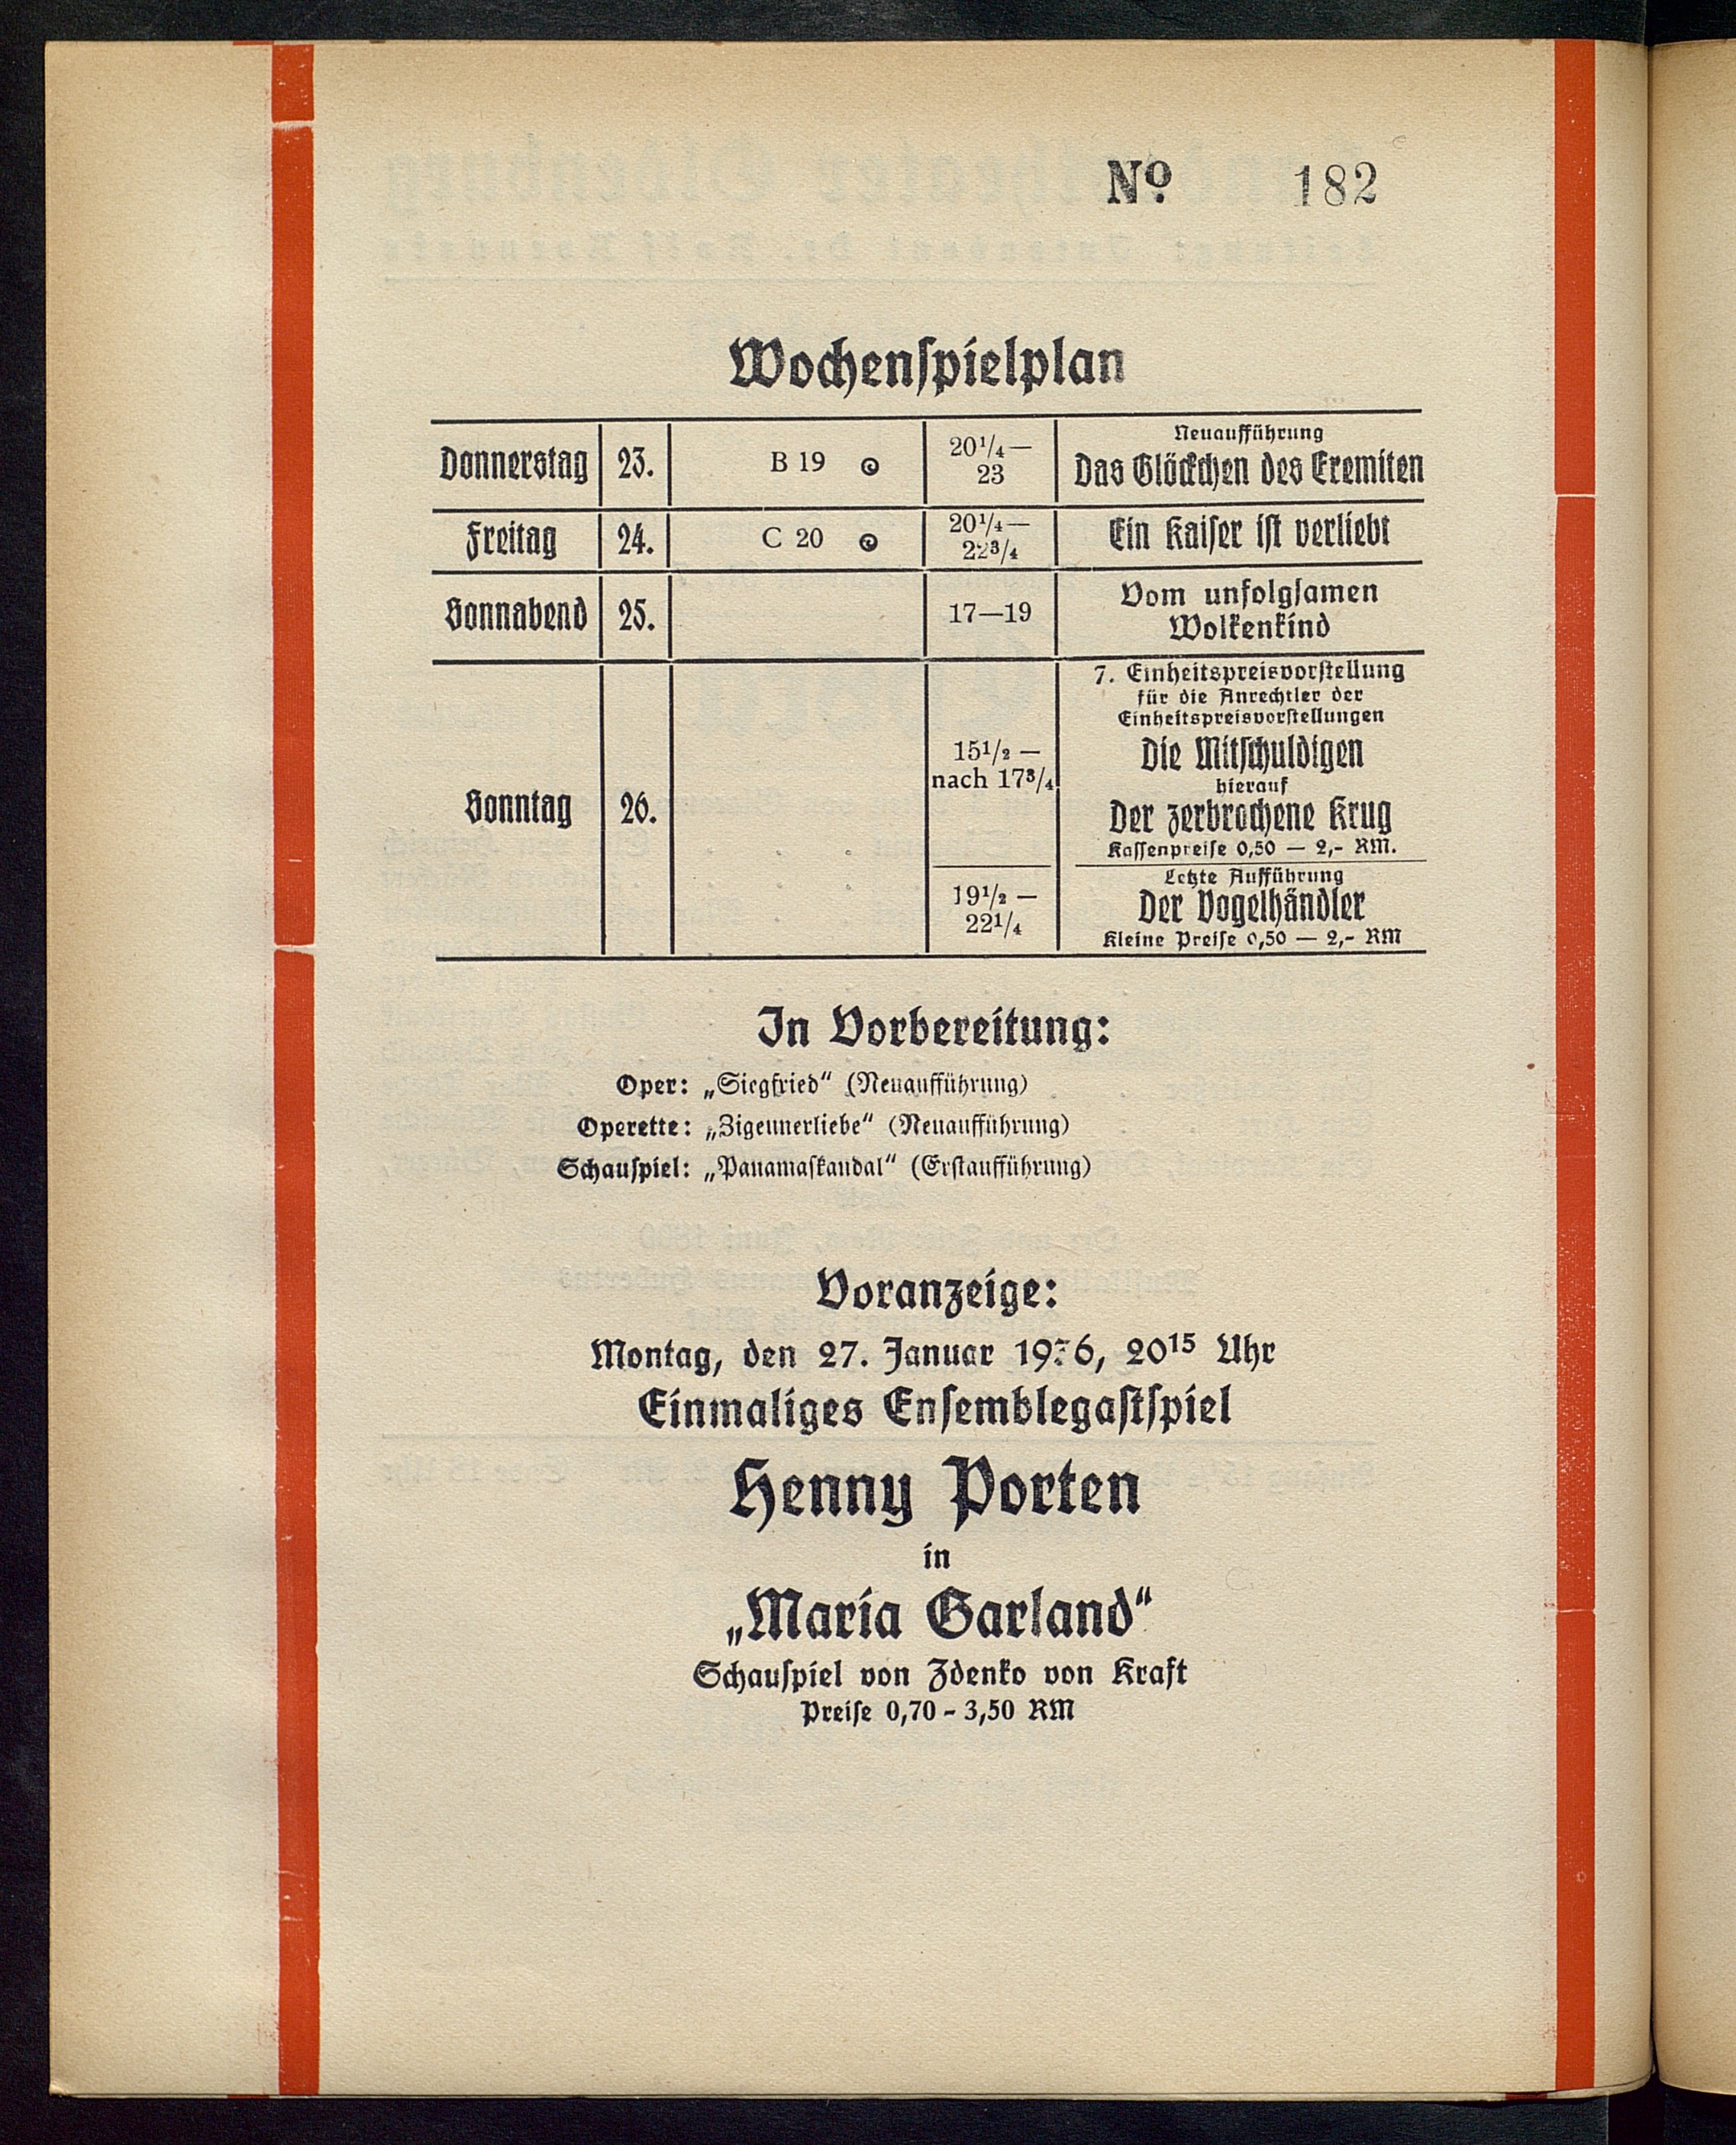 Nº 182
Wochenspielplan
Donnerstag 23. B 19 20¼— 23 Neuaufführung
Das Glöckchen des Eremiten
Freitag 24. C 20 20¼— 22¾ Ein Kaiser ist verliebt
Sonnabend 25. 17—19 Vom unfolgsamen
Wolkenkind
Sonntag 26.
15½ —
nach 17¾
7. Einheitspreisvorstellung
für die Anrechtler der
Einheitspreisvorstellungen
Die Mitschuldigen
hierauf
Der zerbrochene Krug
Kassenpreise 0,50 — 2,- RM.
19½ —
22¼
Letzte Aufführung
Der Vogelhändler
Kleine Preise 0,50 — 2,- RM
In Vorbereitung:
Oper: „Siegfried“ (Neuaufführung)
Operette: „Zigeunerliebe“ (Neuaufführung)
Schauspiel: „Panamaskandal“ (Erstaufführung)
Voranzeige:
Montag, den 27. Januar 1936, 20¹⁵ Uhr
Einmaliges Ensemblegastspiel
Henny Porten
in
„Maria Garland“
Schauspiel von Zdenko von Kraft
Preise 0,70 - 3,50 RM